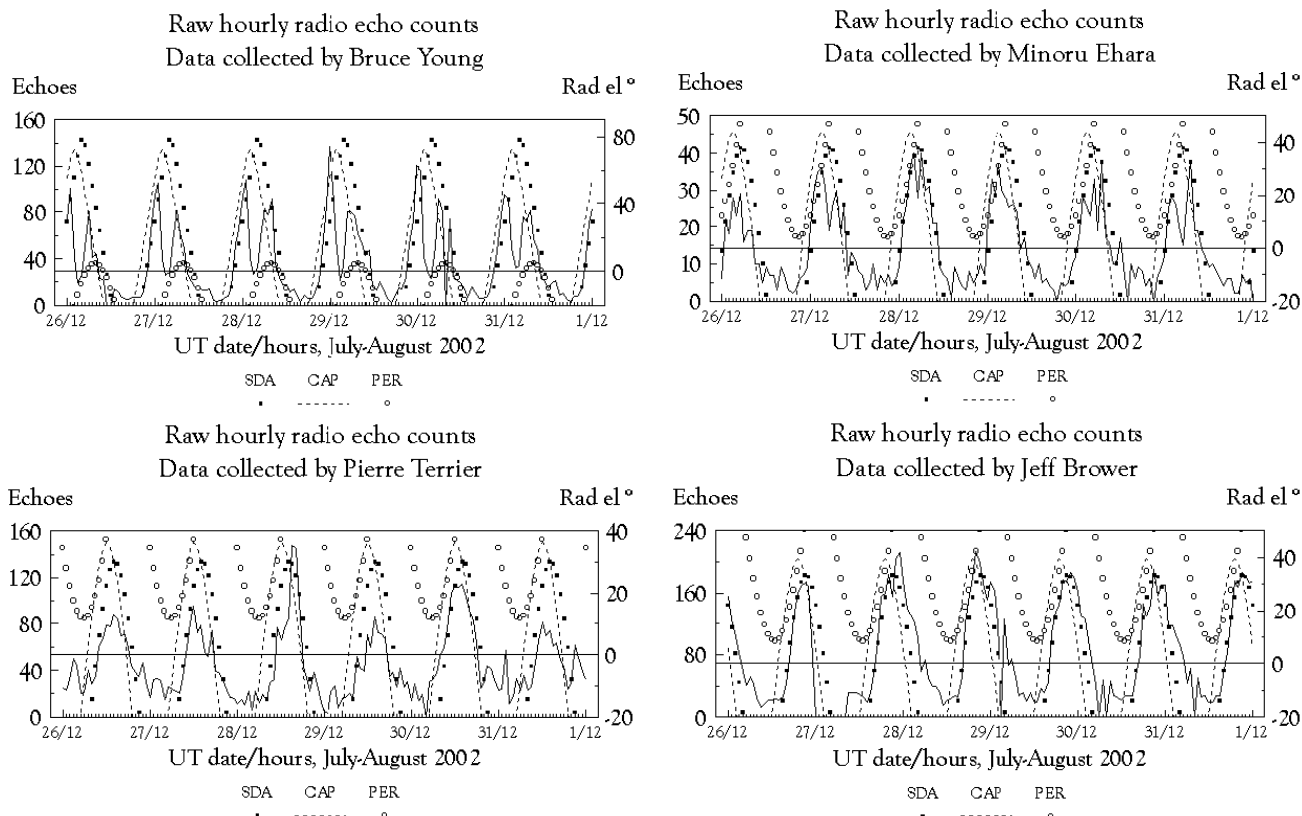 Raw hourly radio echo counts
Data collected by Bruce Young
Echoes
Rad el °
160
120
80
40
0
80
40
0
26/12
27/12
28/12
29/12
30/12
31/12
1/12
UT date/hours, July-August 2002
SDA CAP PER
Raw hourly radio echo counts
Data collected by Minoru Ehara
Echoes
Rad el °
50
40
30
20
10
0
40
20
0
-20
26/12
27/12
28/12
29/12
30/12
31/12
1/12
UT date/hours, July-August 2002
SDA CAP PER
Raw hourly radio echo counts
Data collected by Pierre Terrier
Echoes
Rad el °
160
120
80
40
0
40
20
0
-20
26/12
27/12
28/12
29/12
30/12
31/12
1/12
UT date/hours, July-August 2002
SDA CAP PER
Raw hourly radio echo counts
Data collected by Jeff Brower
Echoes
Rad el °
240
160
80
0
40
20
0
-20
26/12
27/12
28/12
29/12
30/12
31/12
1/12
UT date/hours, July-August 2002
SDA CAP PER